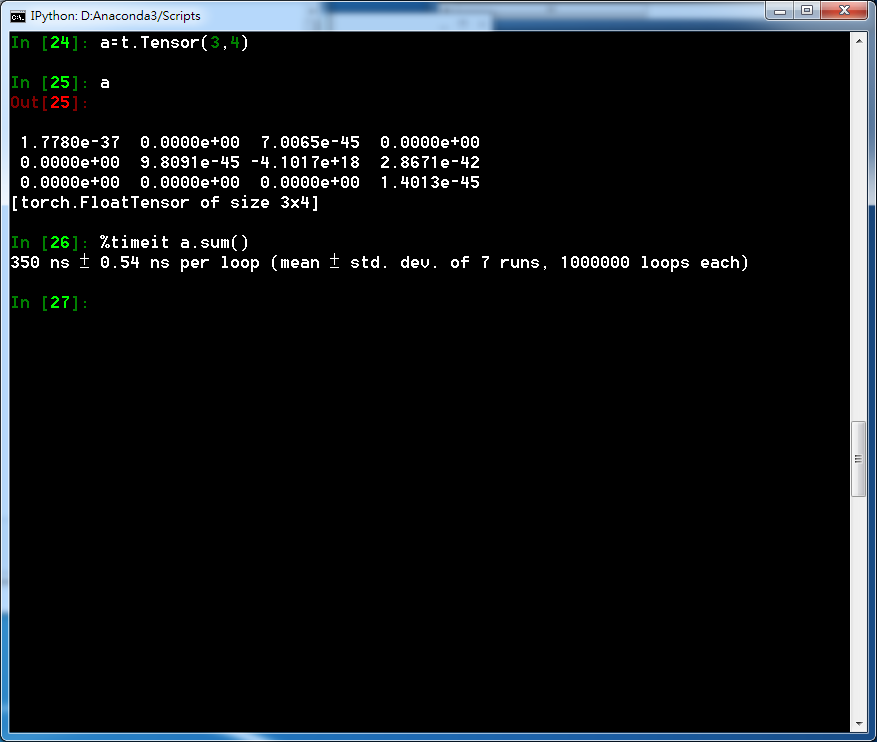 IPython: D:Anaconda3/Scripts
In [24]: a=t.Tensor(3,4)
In [25]: a
Out[25]:
1.7780e-37  0.0000e+00  7.0065e-45  0.0000e+00
0.0000e+00  9.8091e-45 -4.1017e+18  2.8671e-42
0.0000e+00  0.0000e+00  0.0000e+00  1.4013e-45
[torch.FloatTensor of size 3x4]
In [26]: %timeit a.sum()
350 ns ± 0.54 ns per loop (mean ± std. dev. of 7 runs, 1000000 loops each)
In [27]: